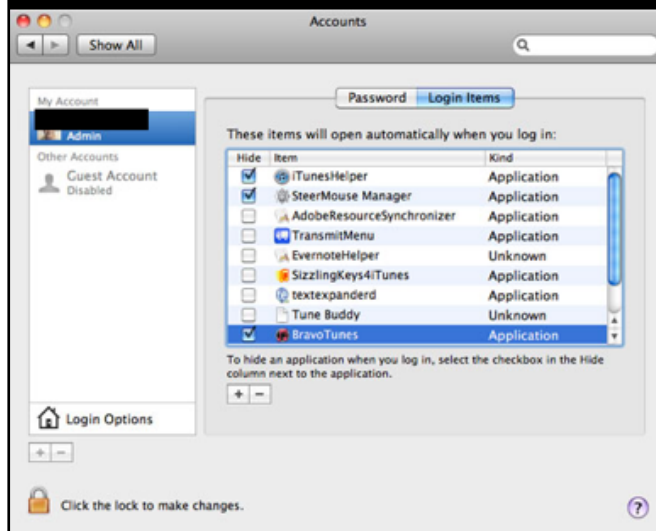 Accounts
Show All
My Account
Admin
Other Accounts
Guest Account
Disabled
Login Options
Password Login Items
These items will open automatically when you log in:
Hide Item Kind
iTunesHelper Application
SteerMouse Manager Application
AdobeResourceSynchronizer Application
TransmitMenu Application
EvernoteHelper Unknown
SizzlingKeys4iTunes Application
textexpanderd Application
Tune Buddy Unknown
BravoTunes Application
To hide an application when you log in, select the checkbox in the Hide
column next to the application.
Click the lock to make changes.